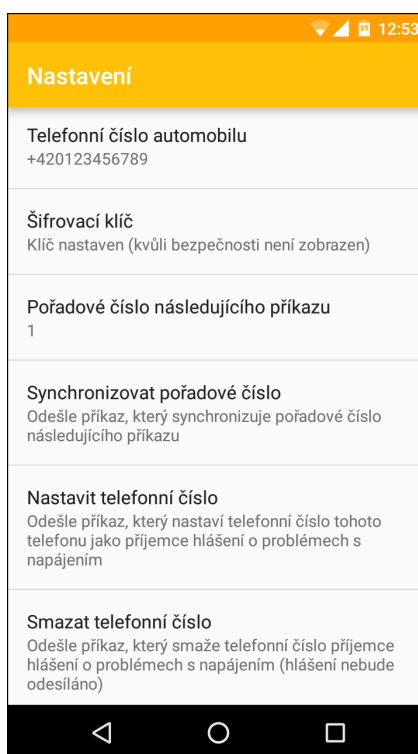 12:53
Nastavení
Telefonní číslo automobilu
+420123456789
Šifrovací klíč
Klíč nastaven (kvůli bezpečnosti není zobrazen)
Pořadové číslo následujícího příkazu
1
Synchronizovat pořadové číslo
Odešle příkaz, který synchronizuje pořadové číslo
následujícího příkazu
Nastavit telefonní číslo
Odešle příkaz, který nastaví telefonní číslo tohoto
telefonu jako příjemce hlášení o problémech s
napájením
Smazat telefonní číslo
Odešle příkaz, který smaže telefonní číslo příjemce
hlášení o problémech s napájením (hlášení nebude
odesíláno)